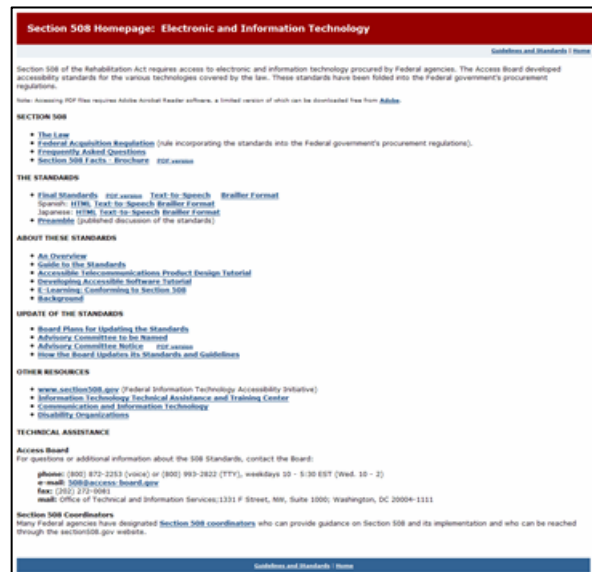 Section 508 Homepage: Electronic and Information Technology
Guidelines and Standards | Home
Section 508 of the Rehabilitation Act requires access to electronic and information technology procured by Federal agencies. The Access Board developed
accessibility standards for the various technologies covered by the law. These standards have been folded into the Federal government's procurement
regulations.
Note: Accessing PDF files requires Adobe Acrobat Reader software, a limited version of which can be downloaded free from Adobe.
SECTION 508
• The Law
• Federal Acquisition Regulation (rule incorporating the standards into the Federal government's procurement regulations).
• Frequently Asked Questions
• Section 508 Facts - Brochure PDF version
THE STANDARDS
• Final Standards PDF version Text-to-Speech Brailler Format
Spanish: HTML Text-to-Speech Brailler Format
Japanese: HTML Text-to-Speech Brailler Format
• Preamble (published discussion of the standards)
ABOUT THESE STANDARDS
• An Overview
• Guide to the Standards
• Accessible Telecommunications Product Design Tutorial
• Developing Accessible Software Tutorial
• E-Learning: Conforming to Section 508
• Background
UPDATE OF THE STANDARDS
• Board Plans for Updating the Standards
• Advisory Committee to be Named
• Advisory Committee Notice PDF version
• How the Board Updates its Standards and Guidelines
OTHER RESOURCES
• www.section508.gov (Federal Information Technology Accessibility Initiative)
• Information Technology Technical Assistance and Training Center
• Communication and Information Technology
• Disability Organizations
TECHNICAL ASSISTANCE
Access Board
For questions or additional information about the 508 Standards, contact the Board:
phone: (800) 872-2253 (voice) or (800) 993-2822 (TTY), weekdays 10 - 5:30 EST (Wed. 10 - 2)
e-mail: 508@access-board.gov
fax: (202) 272-0081
mail: Office of Technical and Information Services;1331 F Street, NW, Suite 1000; Washington, DC 20004-1111
Section 508 Coordinators
Many Federal agencies have designated Section 508 coordinators who can provide guidance on Section 508 and its implementation and who can be reached
through the section508.gov website.
Guidelines and Standards | Home